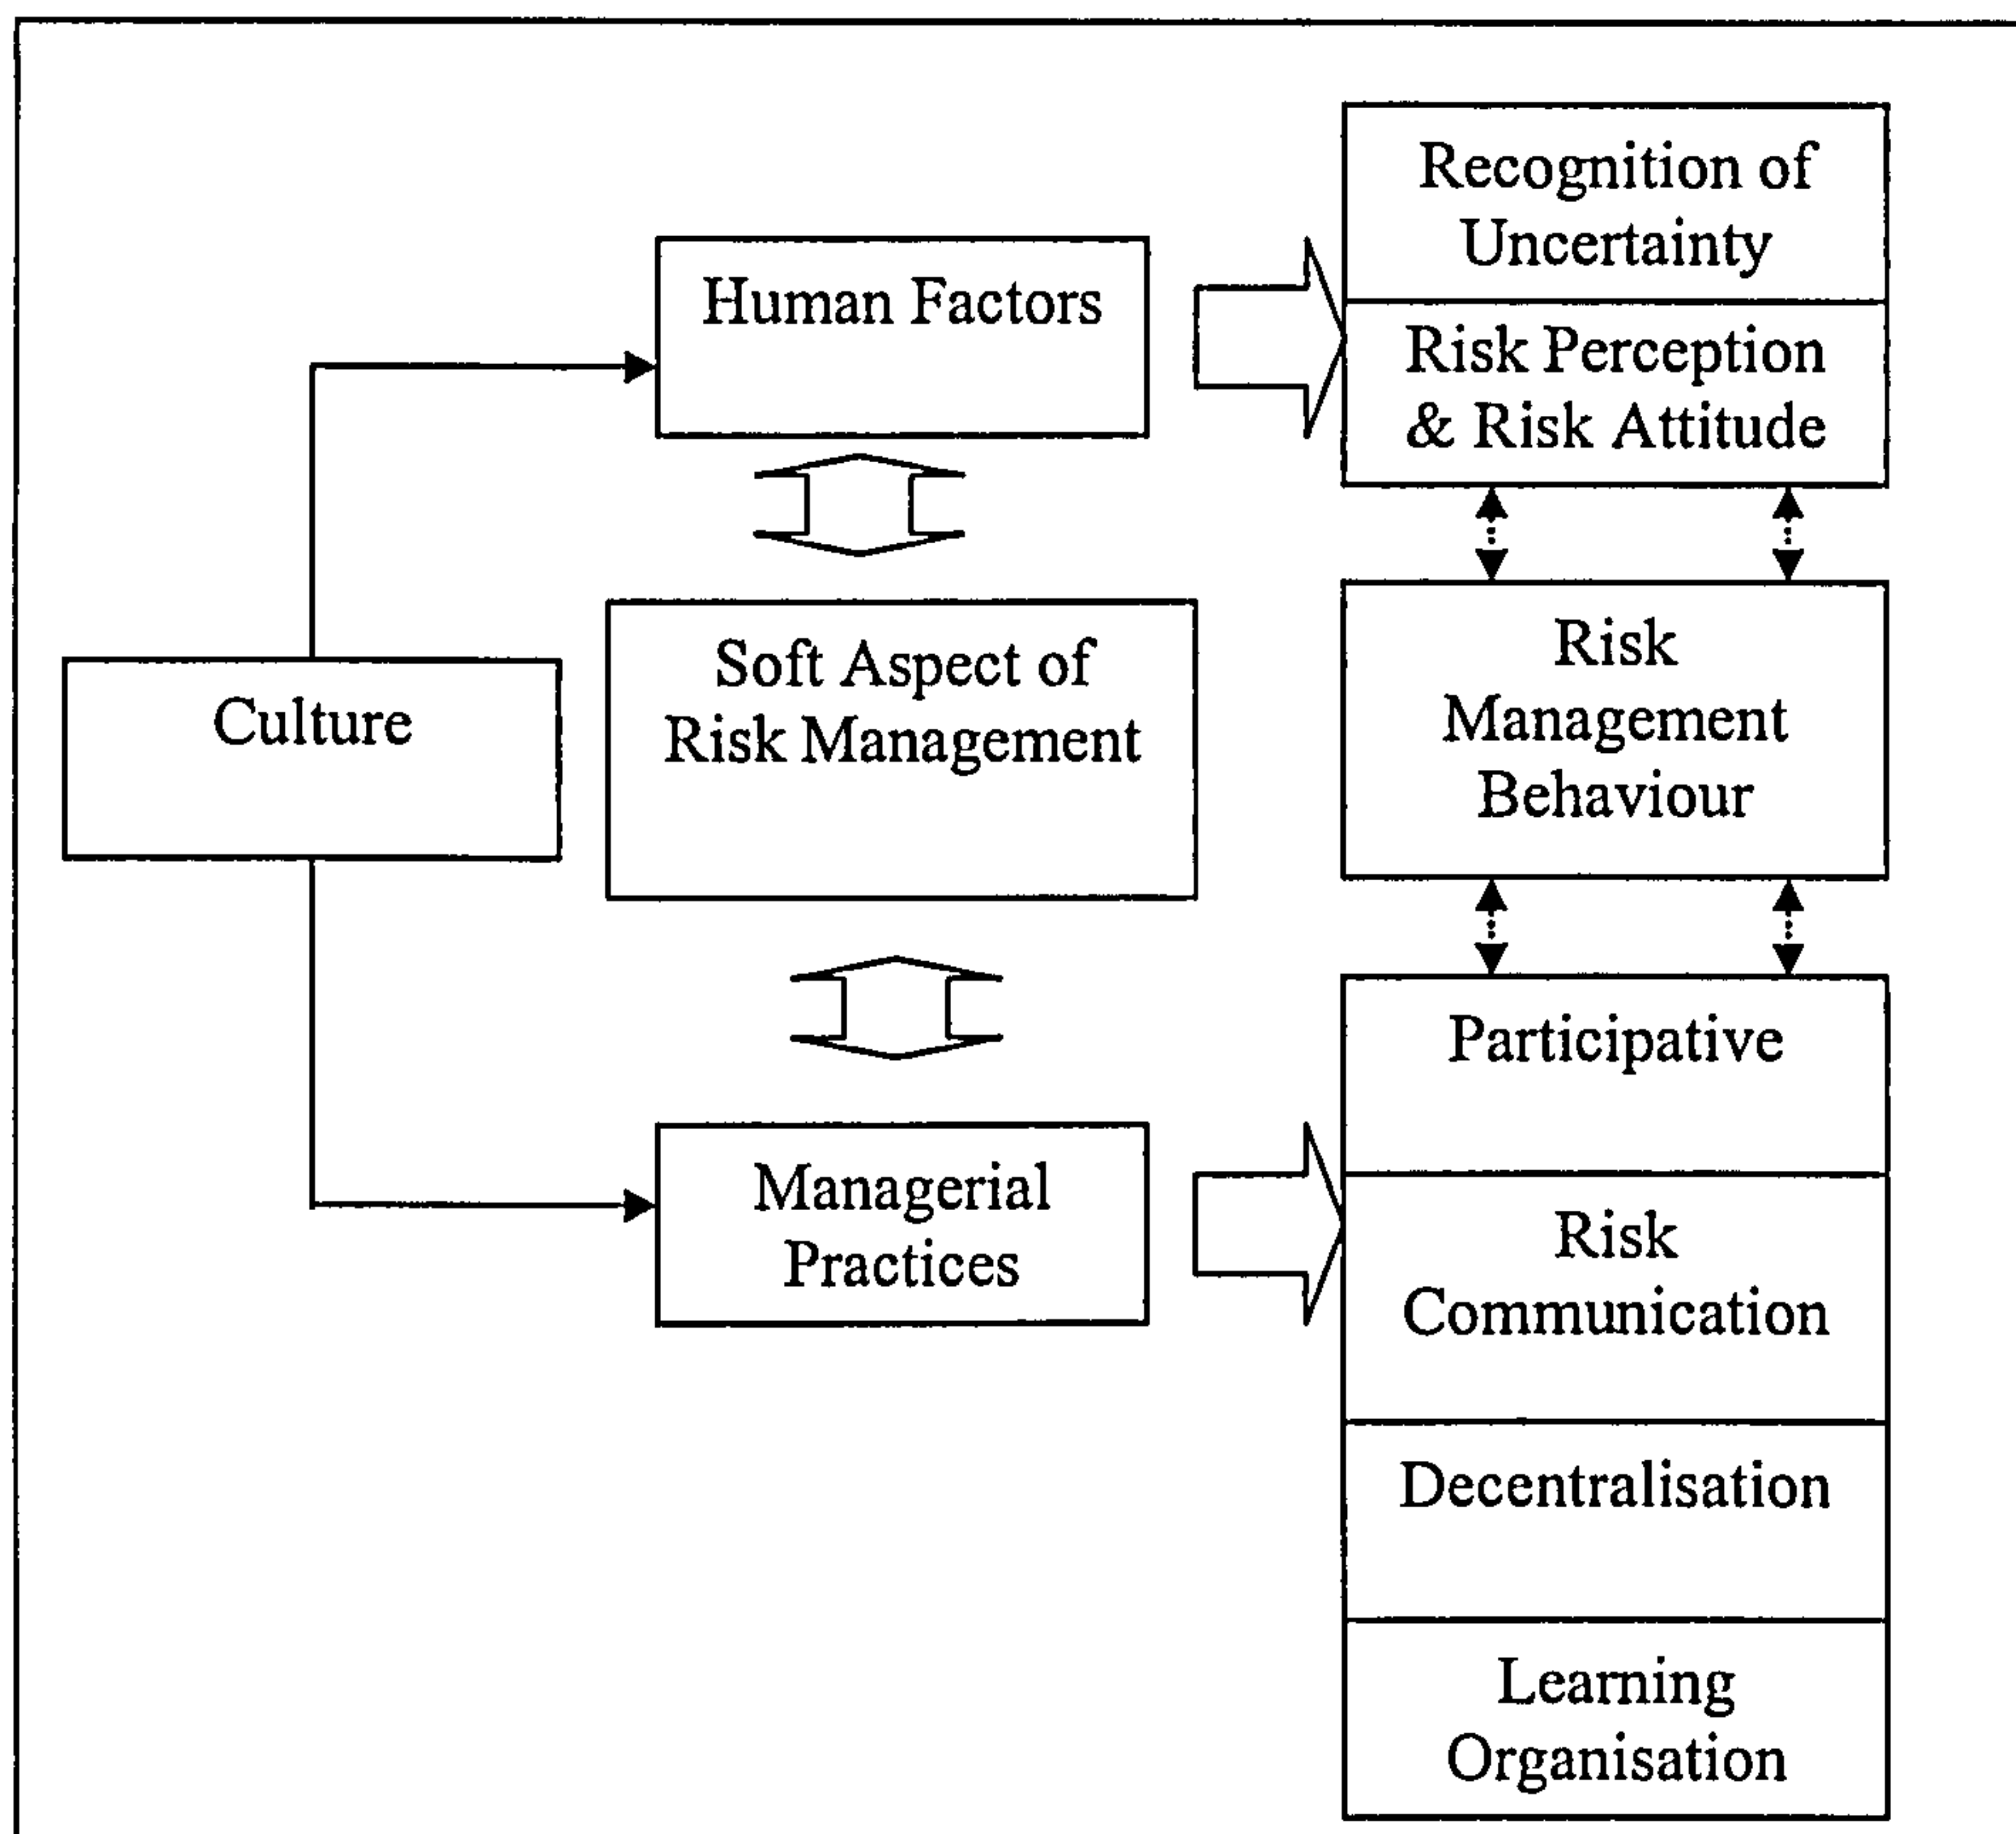 Recognition of
Uncertainty
Human Factors
Risk Perception
& Risk Attitude
Culture
Soft Aspect of
Risk Management
Risk
Management
Behaviour
Participative
Managerial
Practices
Risk
Communication
Decentralisation
Learning
Organisation